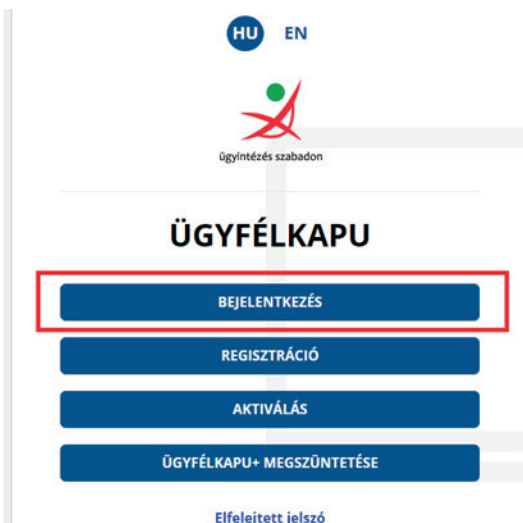 HU EN
ügyintézés szabadon
ÜGYFÉLKAPU
BEJELENTKEZÉS
REGISZTRÁCIÓ
AKTIVÁLÁS
ÜGYFÉLKAPU+ MEGSZÜNTETÉSE
Elfelejtett jelszó